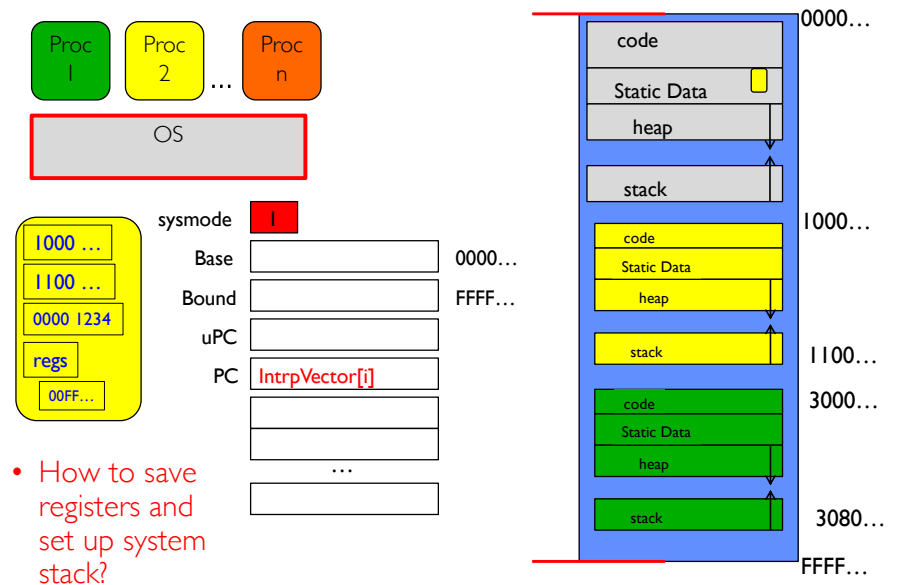 Proc
1
Proc
2
...
Proc
n
OS
sysmode
1
Base
0000...
Bound
FFFF...
uPC
PC
IntrpVector[i]
...
1000 ...
1100 ...
0000 1234
regs
00FF...
• How to save
registers and
set up system
stack?
code
Static Data
heap
stack
code
Static Data
heap
stack
code
Static Data
heap
stack
0000...
1000...
1100...
3000...
3080...
FFFF...